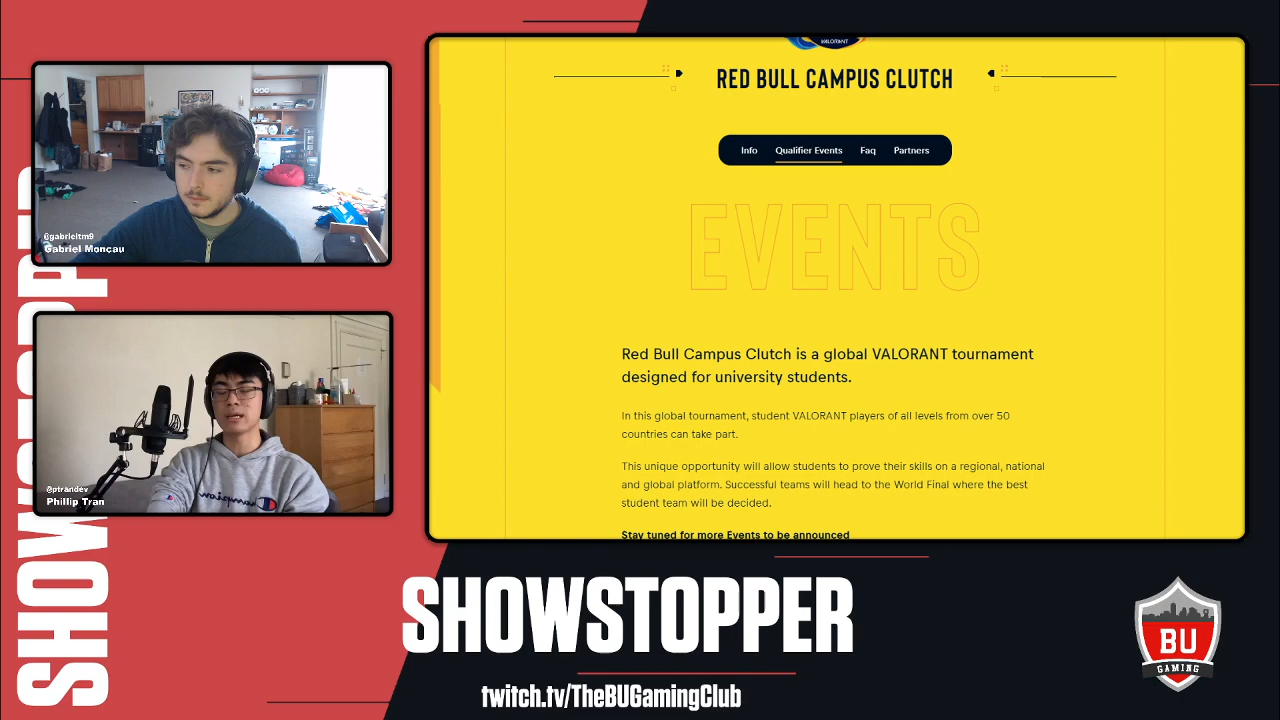 @gabrieltm9
Gabriel Moncau
@ptrandev
Phillip Tran
SHOWSTOPPER
VALORANT
RED BULL CAMPUS CLUTCH
Info Qualifier Events Faq Partners
EVENTS
Red Bull Campus Clutch is a global VALORANT tournament
designed for university students.
In this global tournament, student VALORANT players of all levels from over 50
countries can take part.
This unique opportunity will allow students to prove their skills on a regional, national
and global platform. Successful teams will head to the World Final where the best
student team will be decided.
Stay tuned for more Events to be announced
SHOWSTOPPER
twitch.tv/TheBUGamingClub
BU
GAMING
Champion